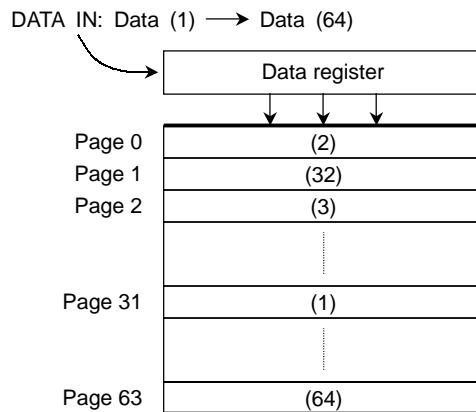 DATA IN: Data (1) → Data (64)
Data register
Page 0 (2)
Page 1 (32)
Page 2 (3)
Page 31 (1)
Page 63 (64)